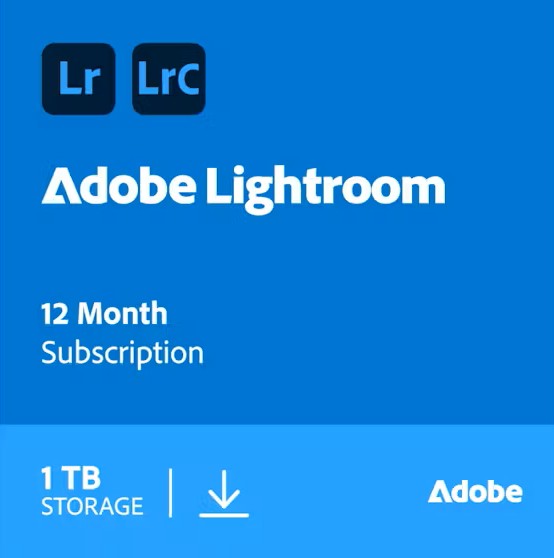 Lr LrC
Adobe Lightroom
12 Month
Subscription
1 TB
STORAGE
Adobe